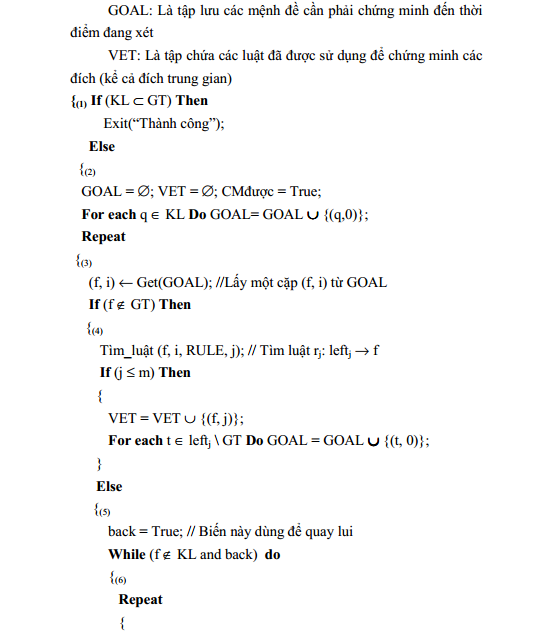 GOAL: Là tập lưu các mệnh đề cần phải chứng minh đến thời
điểm đang xét
VET: Là tập chứa các luật đã được sử dụng để chứng minh các
đích (kể cả đích trung gian)
{(1) If (KL ⊂ GT) Then
Exit(“Thành công”);
Else
{(2)
GOAL = ∅; VET = ∅; CMđược = True;
For each q ∈ KL Do GOAL= GOAL ∪ {(q,0)};
Repeat
{(3)
(f, i) ← Get(GOAL); //Lấy một cặp (f, i) từ GOAL
If (f ∉ GT) Then
{(4)
Tìm_luật (f, i, RULE, j); // Tìm luật rj: leftj → f
If (j ≤ m) Then
{
VET = VET ∪ {(f, j)};
For each t ∈ leftj \ GT Do GOAL = GOAL ∪ {(t, 0)};
}
Else
{(5)
back = True; // Biến này dùng để quay lui
While (f ∉ KL and back) do
{(6)
Repeat
{